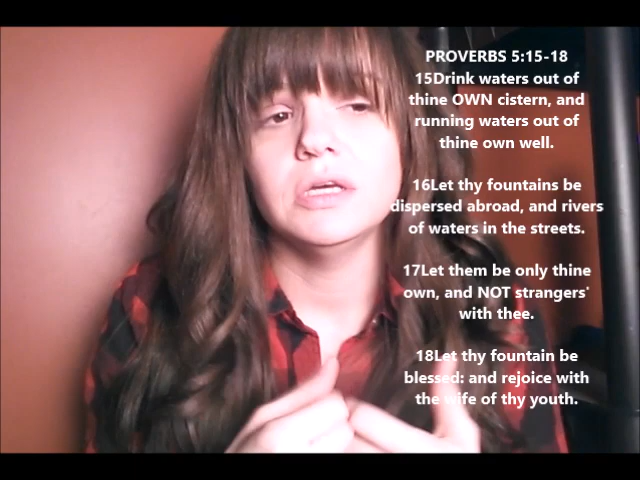 PROVERBS 5:15-18
15Drink waters out of
thine OWN cistern, and
running waters out of
thine own well.
16Let thy fountains be
dispersed abroad, and rivers
of waters in the streets.
17Let them be only thine
own, and NOT strangers'
with thee.
18Let thy fountain be
blessed: and rejoice with
the wife of thy youth.